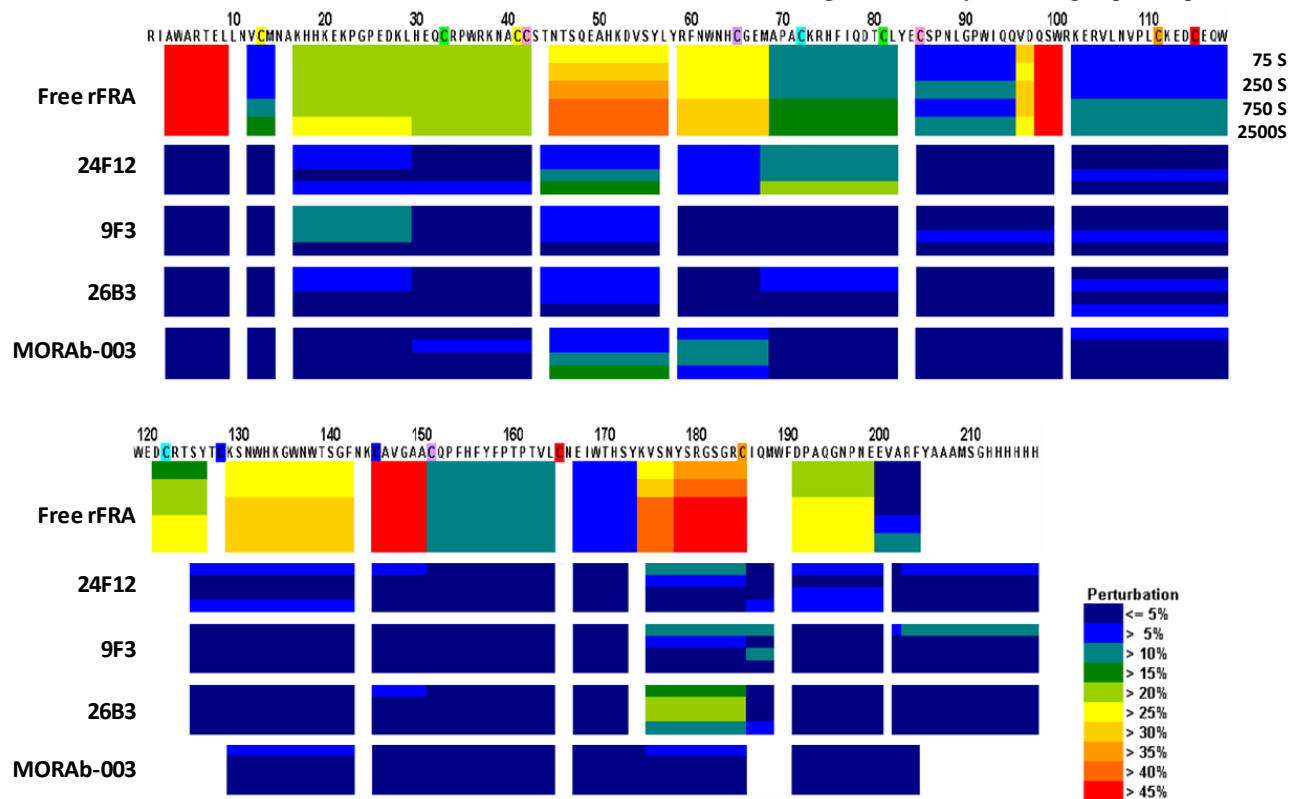 10 20 30 40 50 60 70 80 90 100 110
RIAWARTELLNVCMNAKHHKEKPGPEDKLHEQCRPWRKNACCSTNTSQEAHKDVSYLYRFNWNHCGEMAPACKRHFIQDTCLYECSPNLGPWIQQVDQSWRKERVLNVPLCKEDCEQW
Free rFRA
75 S
250 S
750 S
2500S
24F12
9F3
26B3
MORAb-003
120 130 140 150 160 170 180 190 200 210
WEDCRTSYTCKSNWHKGWNWTSGFNKCAVGAACQPFHFYFPTPTVLCNEIWTHSYKVSNYSRGSGRCIQMWFDPAQGNPNEEVARFYAAAMSGHHHHHH
Free rFRA
24F12
9F3
26B3
MORAb-003
Perturbation
<= 5%
> 5%
> 10%
> 15%
> 20%
> 25%
> 30%
> 35%
> 40%
> 45%